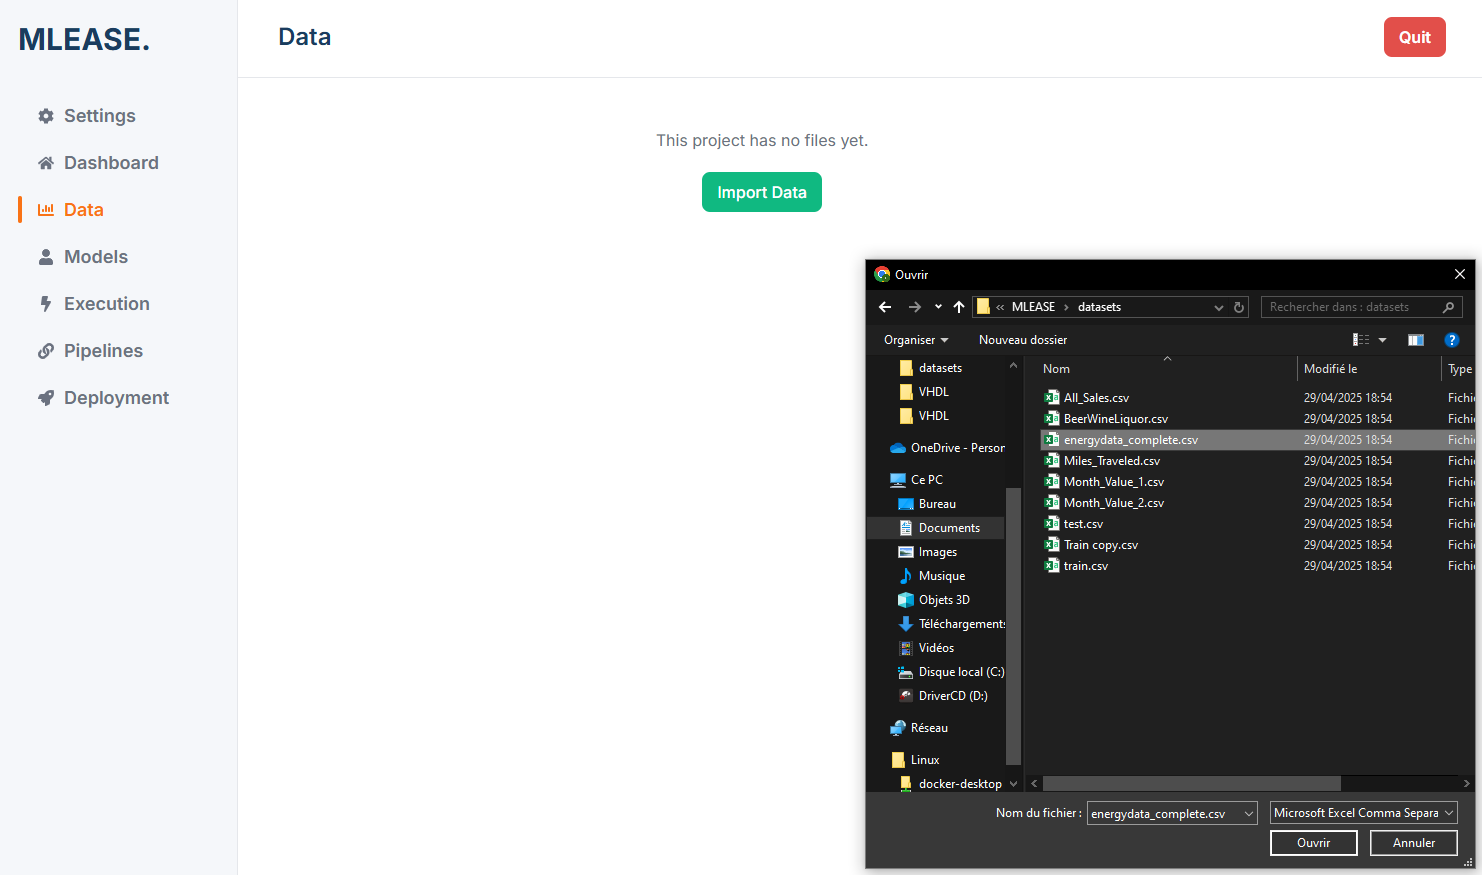 MLEASE.
Data
Quit
Settings
Dashboard
Data
Models
Execution
Pipelines
Deployment
This project has no files yet.
Import Data
Ouvrir
« MLEASE › datasets
Rechercher dans : datasets
Organiser
Nouveau dossier
datasets
VHDL
VHDL
OneDrive - Person
Ce PC
Bureau
Documents
Images
Musique
Objets 3D
Téléchargements
Vidéos
Disque local (C:)
DriverCD (D:)
Réseau
Linux
docker-desktop
Nom Modifié le Type
All_Sales.csv 29/04/2025 18:54 Fichi
BeerWineLiquor.csv 29/04/2025 18:54 Fichi
energydata_complete.csv 29/04/2025 18:54 Fichi
Miles_Traveled.csv 29/04/2025 18:54 Fichi
Month_Value_1.csv 29/04/2025 18:54 Fichi
Month_Value_2.csv 29/04/2025 18:54 Fichi
test.csv 29/04/2025 18:54 Fichi
Train copy.csv 29/04/2025 18:54 Fichi
train.csv 29/04/2025 18:54 Fichi
Nom du fichier : energydata_complete.csv Microsoft Excel Comma Separa
Ouvrir Annuler